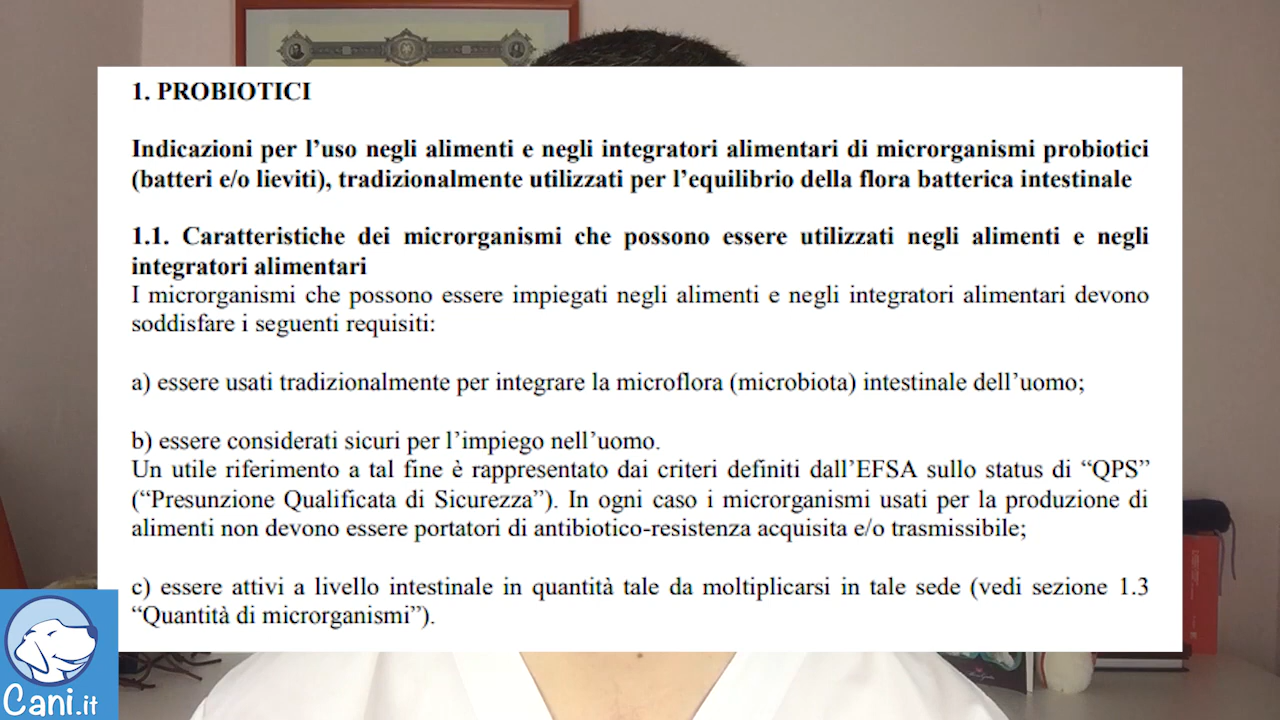 1. PROBIOTICI
Indicazioni per l’uso negli alimenti e negli integratori alimentari di microrganismi probiotici
(batteri e/o lieviti), tradizionalmente utilizzati per l’equilibrio della flora batterica intestinale
1.1. Caratteristiche dei microrganismi che possono essere utilizzati negli alimenti e negli
integratori alimentari
I microrganismi che possono essere impiegati negli alimenti e negli integratori alimentari devono
soddisfare i seguenti requisiti:
a) essere usati tradizionalmente per integrare la microflora (microbiota) intestinale dell’uomo;
b) essere considerati sicuri per l’impiego nell’uomo.
Un utile riferimento a tal fine è rappresentato dai criteri definiti dall’EFSA sullo status di “QPS”
(“Presunzione Qualificata di Sicurezza”). In ogni caso i microrganismi usati per la produzione di
alimenti non devono essere portatori di antibiotico-resistenza acquisita e/o trasmissibile;
c) essere attivi a livello intestinale in quantità tale da moltiplicarsi in tale sede (vedi sezione 1.3
“Quantità di microrganismi”).
Cani.it